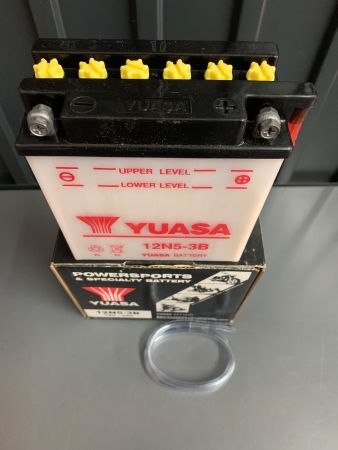 YUASA
UPPER LEVEL
LOWER LEVEL
YUASA
12N5-3B
YUASA BATTERY
POWERSPORTS
& SPECIALTY BATTERY
YUASA
12N5-3B